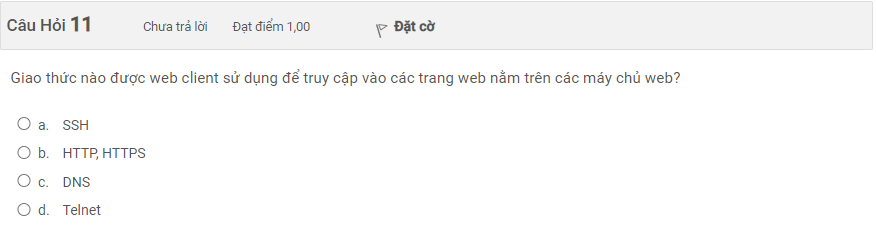 Câu Hỏi 11 Chưa trả lời Đạt điểm 1,00 Đặt cờ
Giao thức nào được web client sử dụng để truy cập vào các trang web nằm trên các máy chủ web?
a. SSH
b. HTTP, HTTPS
c. DNS
d. Telnet